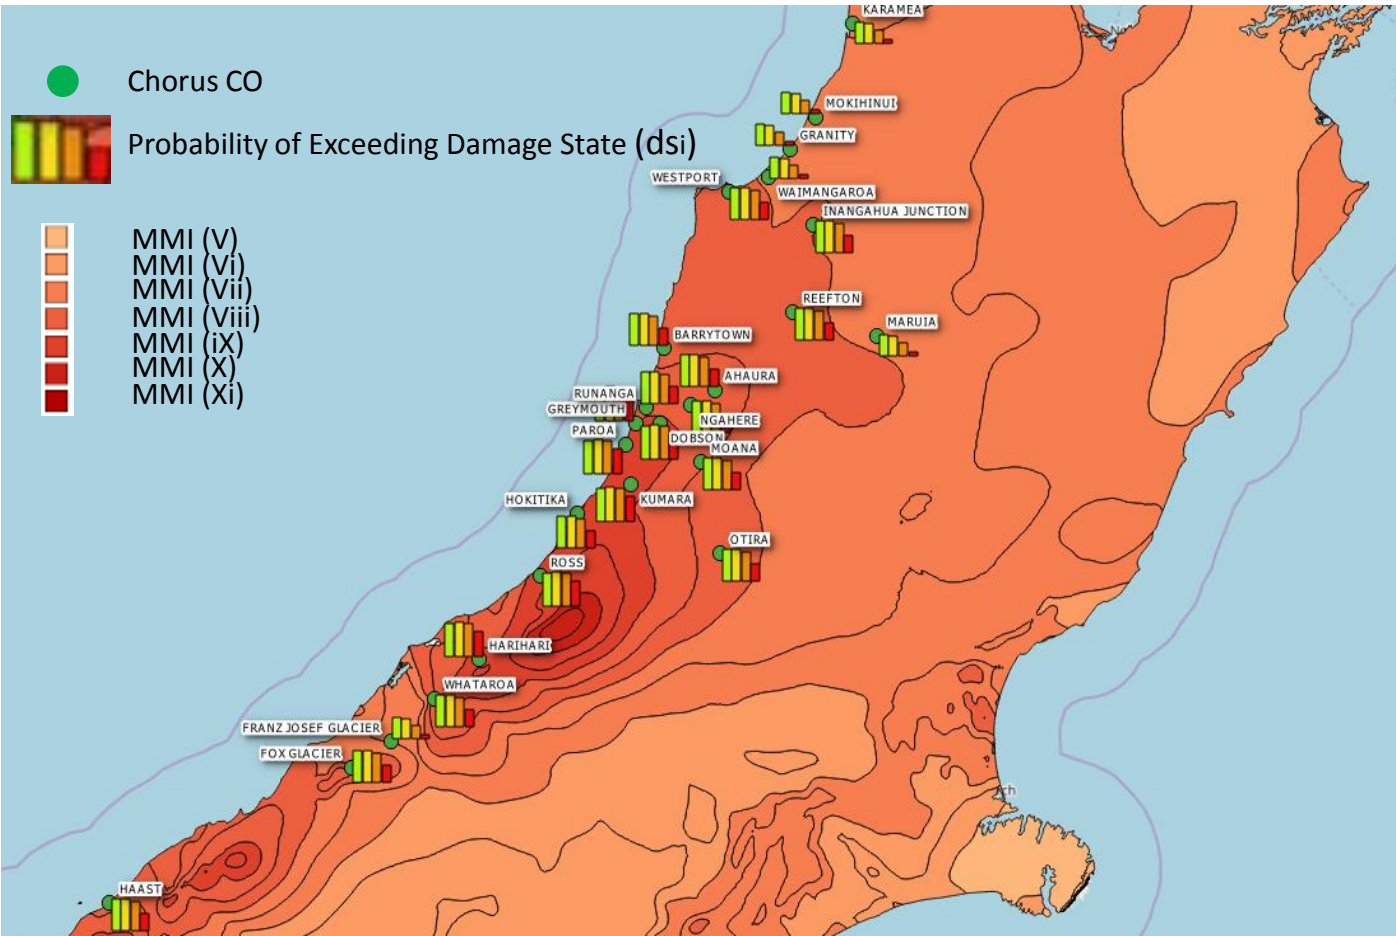 KARAMEA
Chorus CO
MOKIHINUI
Probability of Exceeding Damage State (dsi)
GRANITY
WESTPORT
WAIMANGAROA
INANGAHUA JUNCTION
MMI (V)
MMI (Vi)
MMI (Vii)
MMI (Viii)
MMI (iX)
MMI (X)
MMI (Xi)
REEFTON
MARUIA
BARRYTOWN
AHAURA
RUNANGA
GREYMOUTH
NGAHERE
PAROA
DOBSON
MOANA
HOKITIKA
KUMARA
OTIRA
ROSS
HARIHARI
WHATAROA
FRANZ JOSEF GLACIER
FOX GLACIER
ch
HAAST